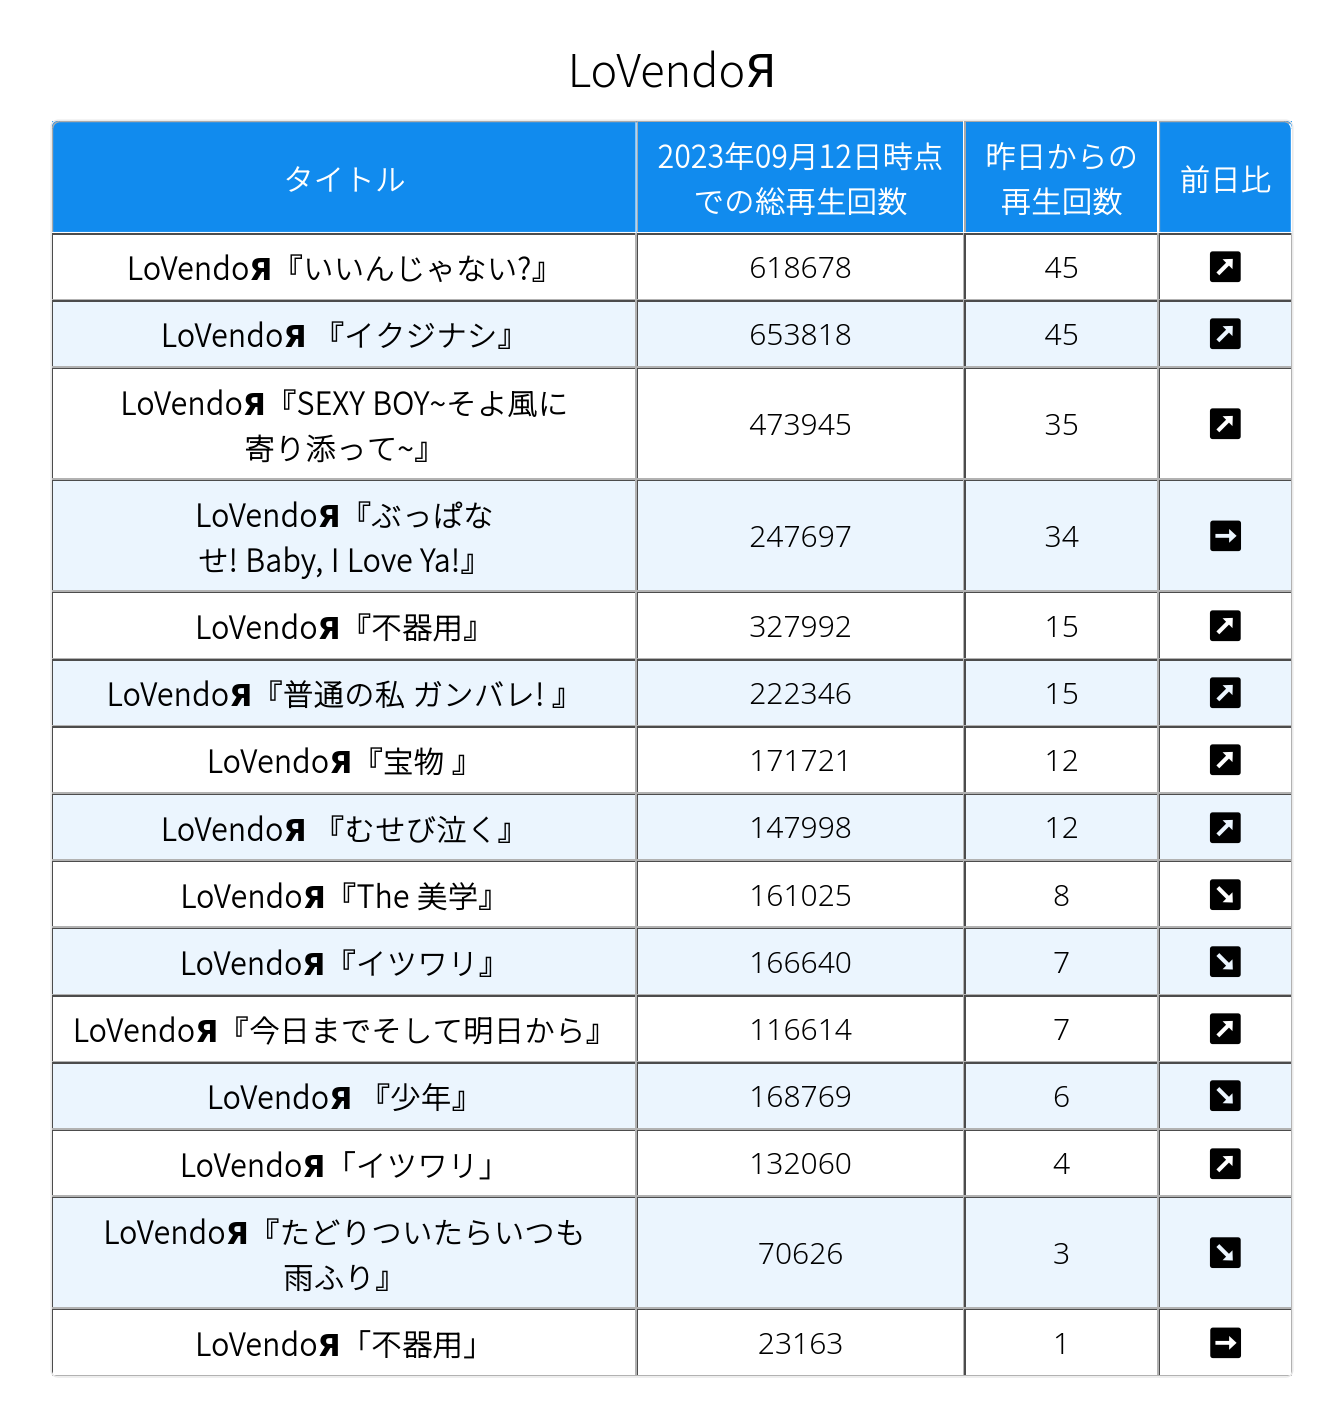 LoVendoЯ
タイトル
2023年09月12日時点
での総再生回数
昨日からの
再生回数
前日比
LoVendoЯ『いいんじゃない?』 618678 45 ↗
LoVendoЯ 『イクジナシ』 653818 45 ↗
LoVendoЯ『SEXY BOY~そよ風に
寄り添って~』 473945 35 ↗
LoVendoЯ『ぶっぱな
せ! Baby, I Love Ya!』 247697 34 →
LoVendoЯ『不器用』 327992 15 ↗
LoVendoЯ『普通の私 ガンバレ! 』 222346 15 ↗
LoVendoЯ『宝物 』 171721 12 ↗
LoVendoЯ 『むせび泣く』 147998 12 ↗
LoVendoЯ『The 美学』 161025 8 ↘
LoVendoЯ『イツワリ』 166640 7 ↘
LoVendoЯ『今日までそして明日から』 116614 7 ↗
LoVendoЯ 『少年』 168769 6 ↘
LoVendoЯ「イツワリ」 132060 4 ↗
LoVendoЯ『たどりついたらいつも
雨ふり』 70626 3 ↘
LoVendoЯ「不器用」 23163 1 →